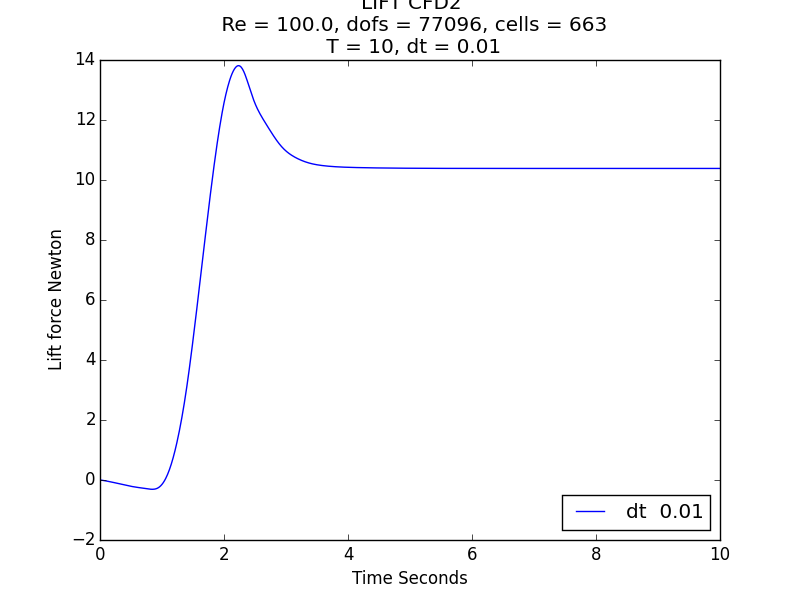 LIFT CFD2
Re = 100.0, dofs = 77096, cells = 663
T = 10, dt = 0.01
14
12
10
8
6
4
2
0
−2
Lift force Newton
0 2 4 6 8 10
Time Seconds
dt 0.01